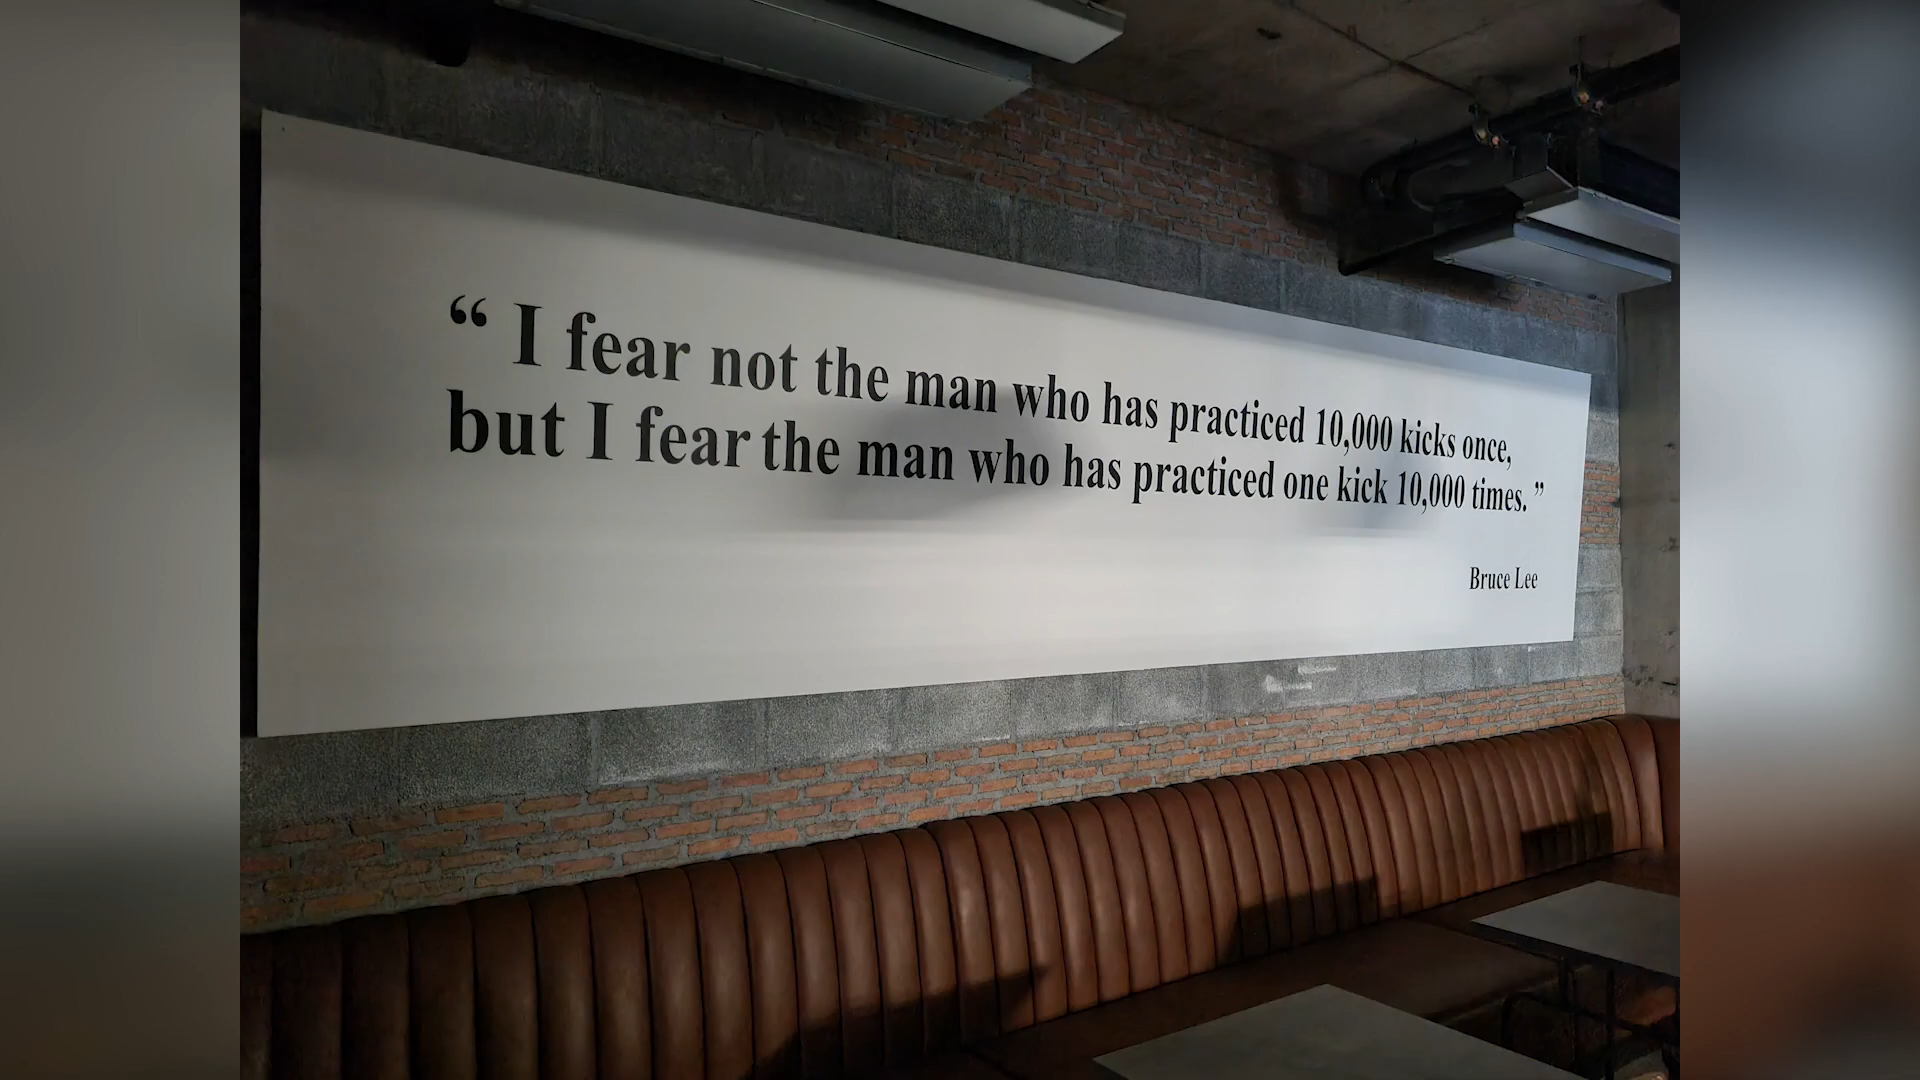 “ I fear not the man who has practiced 10,000 kicks once,
but I fear the man who has practiced one kick 10,000 times. ”
Bruce Lee